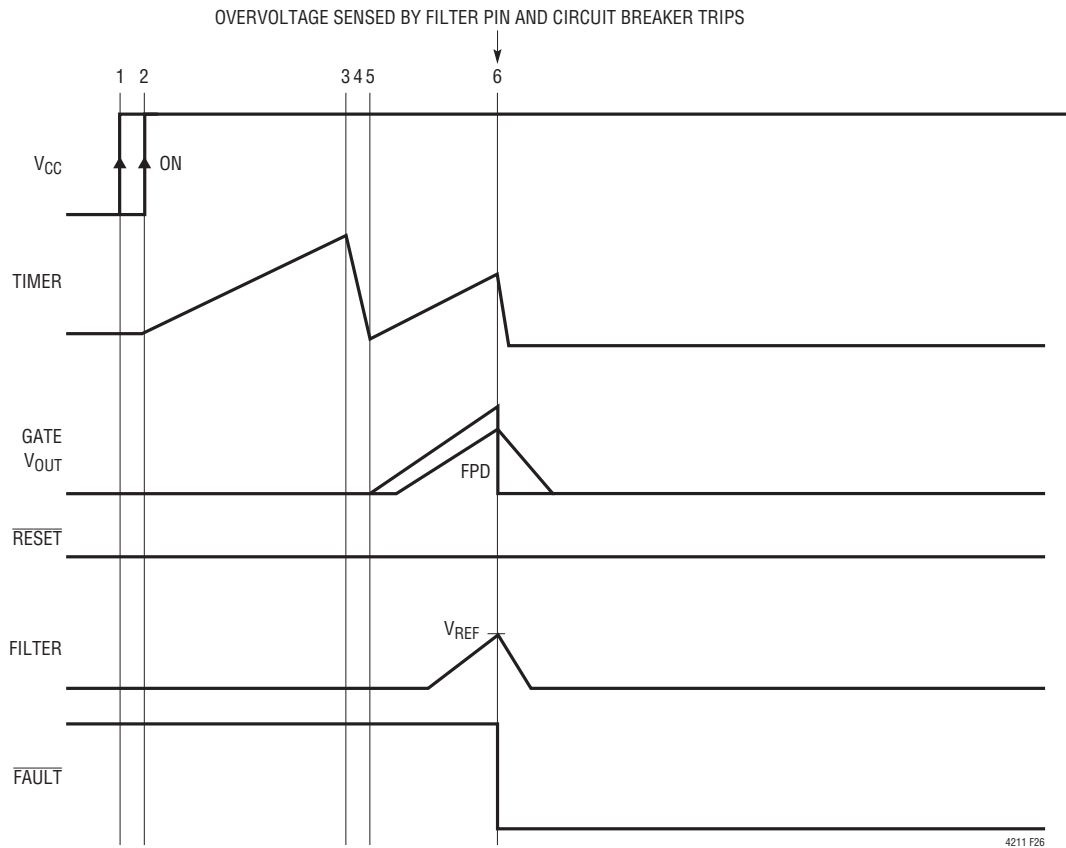 OVERVOLTAGE SENSED BY FILTER PIN AND CIRCUIT BREAKER TRIPS
1 2 3 4 5 6
VCC
ON
TIMER
GATE
VOUT
FPD
RESET
VREF
FILTER
FAULT
4211 F26